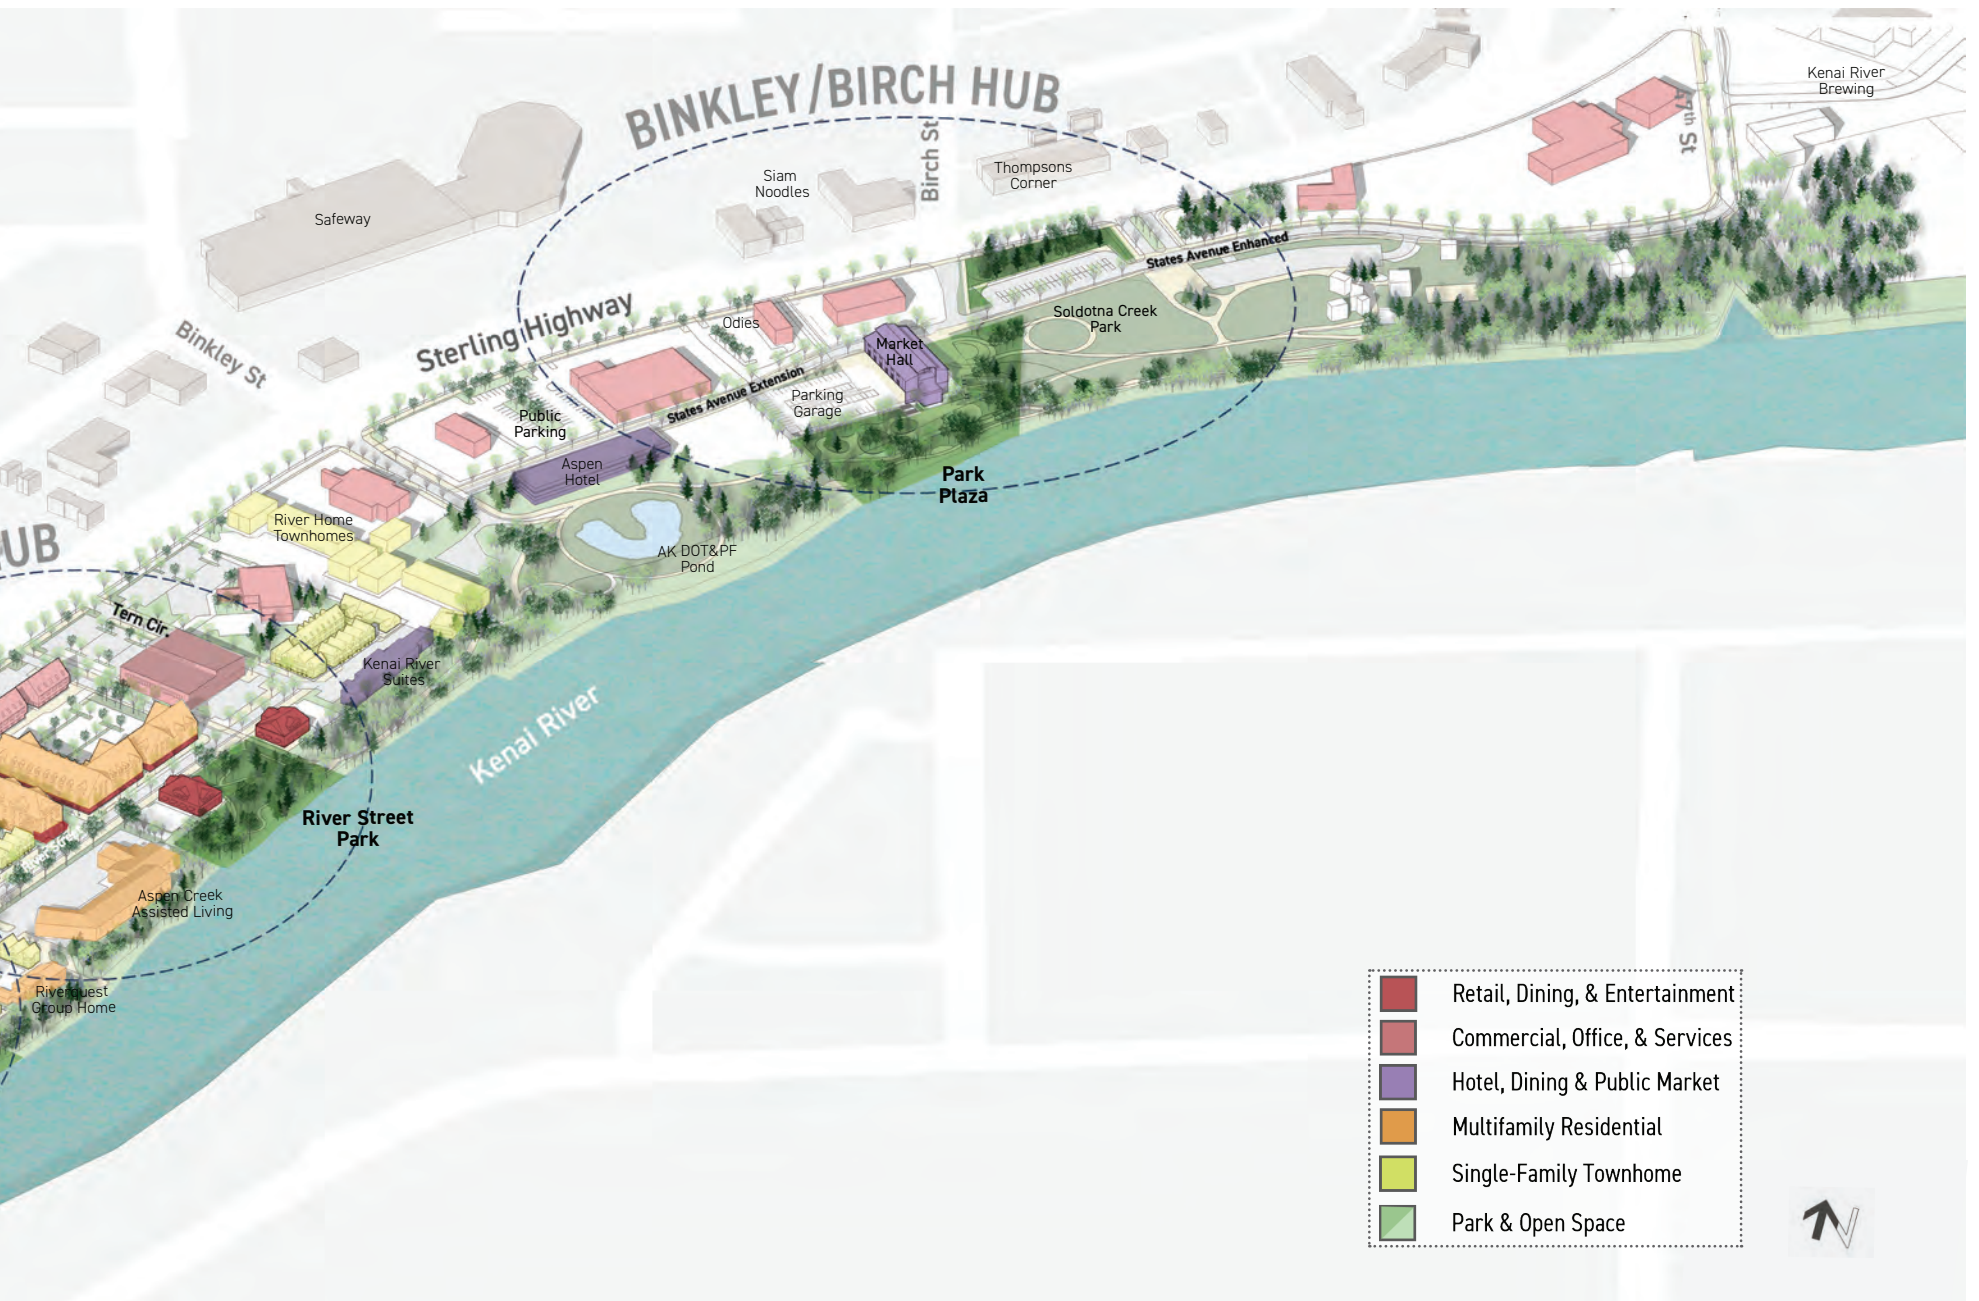 BINKLEY/BIRCH HUB
Kenai River
Brewing
47th St
Birch St
Siam
Noodles
Thompsons
Corner
Safeway
States Avenue Enhanced
Sterling Highway
Binkley St
Odies
Soldotna Creek
Park
Market
Hall
States Avenue Extension
Parking
Garage
Public
Parking
Aspen
Hotel
Park
Plaza
River Home
Townhomes
UB
AK DOT&PF
Pond
Tern Cir.
Kenai River
Suites
Kenai River
River Street
Park
River Street
Aspen Creek
Assisted Living
Riverquest
Group Home
Retail, Dining, & Entertainment
Commercial, Office, & Services
Hotel, Dining & Public Market
Multifamily Residential
Single-Family Townhome
Park & Open Space
N